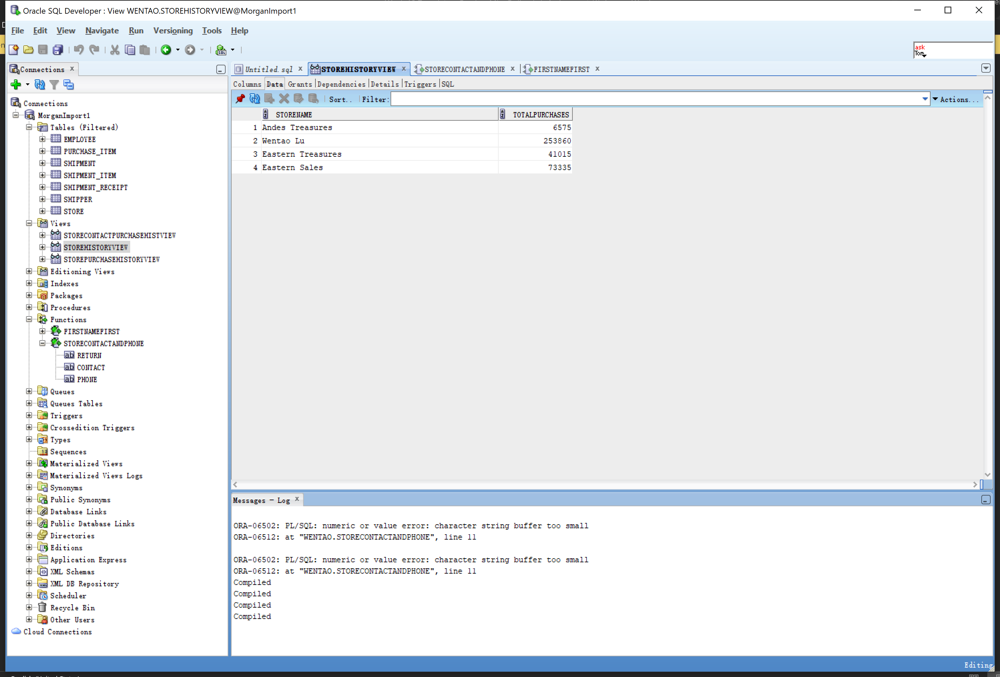 Oracle SQL Developer : View WENTAO.STOREHISTORYVIEW@MorganImport1
File Edit View Navigate Run Versioning Tools Help
SQL
ask
Tom
Connections
Untitled.sql STOREHISTORYVIEW STORECONTACTANDPHONE FIRSTNAMEFIRST
Columns Data Grants Dependencies Details Triggers SQL
Sort.. Filter: Actions...
STORENAME TOTALPURCHASES
1 Andes Treasures 6575
2 Wentao Lu 253860
3 Eastern Treasures 41015
4 Eastern Sales 73335
Connections
MorganImport1
Tables (Filtered)
EMPLOYEE
PURCHASE_ITEM
SHIPMENT
SHIPMENT_ITEM
SHIPMENT_RECEIPT
SHIPPER
STORE
Views
STORECONTACTPURCHASEHISTVIEW
STOREHISTORYVIEW
STOREPURCHASEHISTORYVIEW
Editioning Views
Indexes
Packages
Procedures
Functions
FIRSTNAMEFIRST
STORECONTACTANDPHONE
ab RETURN
ab CONTACT
ab PHONE
Queues
Queues Tables
Triggers
Crossedition Triggers
Types
Sequences
Materialized Views
Materialized Views Logs
Synonyms
Public Synonyms
Database Links
Public Database Links
Directories
Editions
Application Express
XML Schemas
XML DB Repository
Scheduler
Recycle Bin
Other Users
Cloud Connections
Messages - Log
ORA-06502: PL/SQL: numeric or value error: character string buffer too small
ORA-06512: at "WENTAO.STORECONTACTANDPHONE", line 11
ORA-06502: PL/SQL: numeric or value error: character string buffer too small
ORA-06512: at "WENTAO.STORECONTACTANDPHONE", line 11
Compiled
Compiled
Compiled
Compiled
Editing